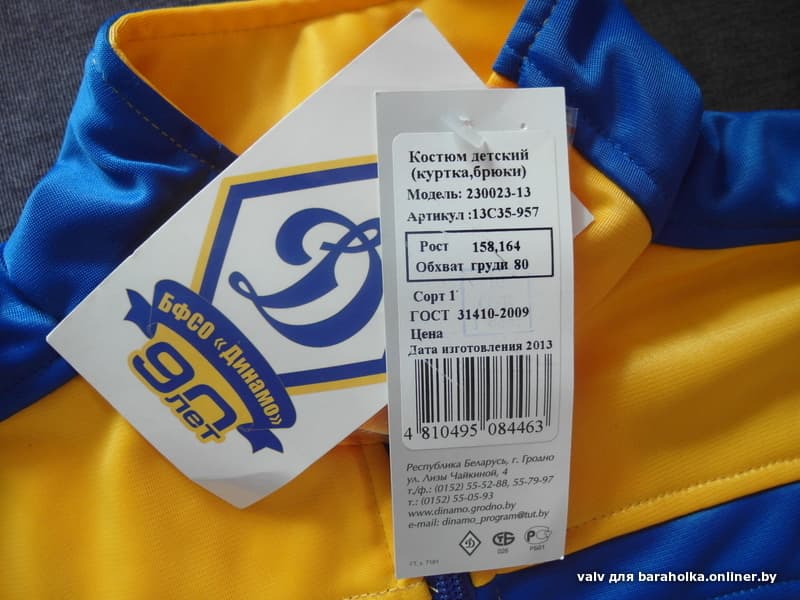 Д
БФСО «Динамо»
90
лет
Костюм детский
(куртка,брюки)
Модель: 230023-13
Артикул :13С35-957
Рост 158,164
Обхват груди 80
Сорт 1
ГОСТ 31410-2009
Цена
Дата изготовления 2013
4 810495 084463
Республика Беларусь, г. Гродно
ул. Лизы Чайкиной, 4
т./ф.: (0152) 55-52-88, 55-79-97
т.: (0152) 55-05-93
www.dinamo.grodno.by
e-mail: dinamo_program@tut.by
valv для baraholka.onliner.by